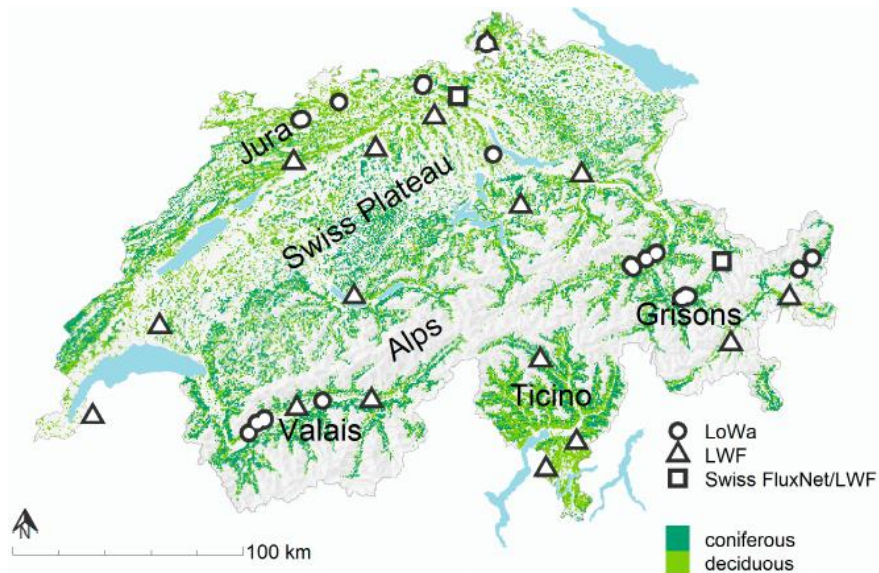 Jura
Swiss Plateau
Alps
Grisons
Ticino
Valais
LoWa
LWF
Swiss FluxNet/LWF
N
100 km
coniferous
deciduous